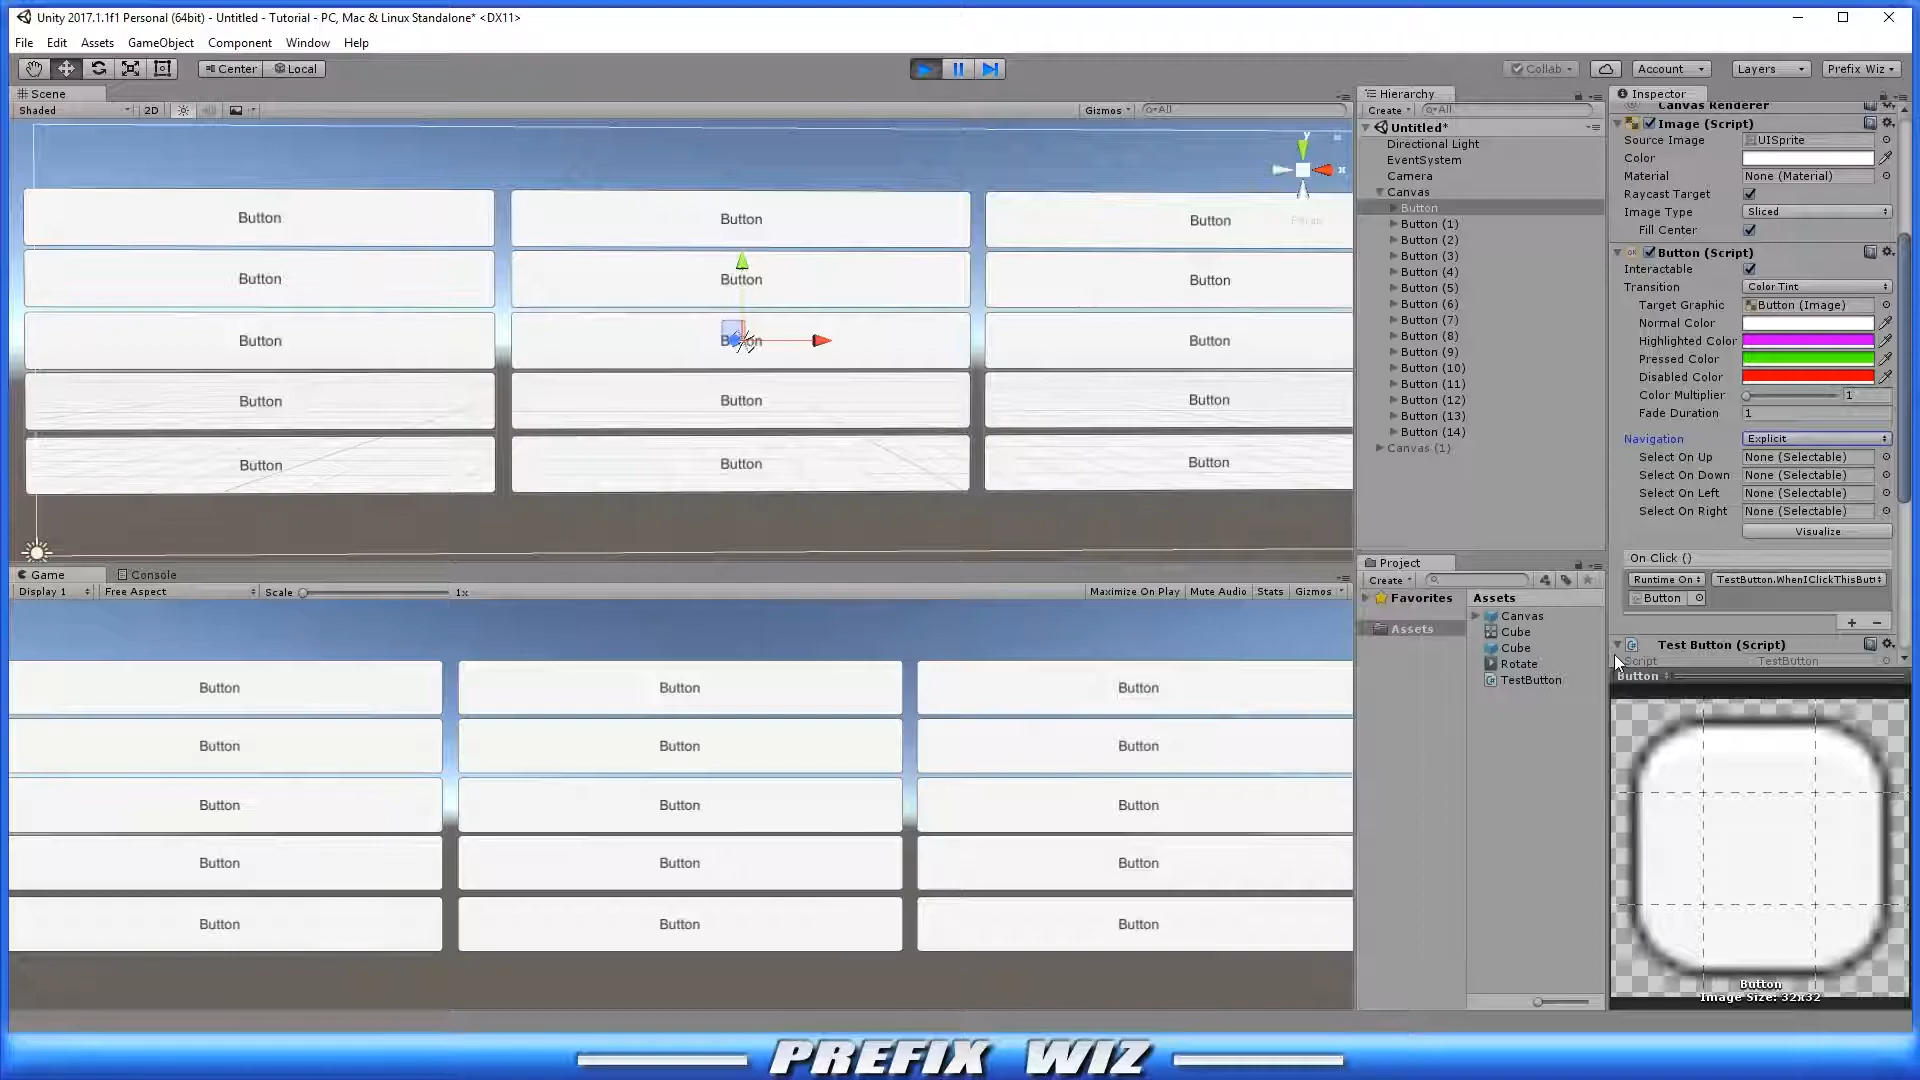 Unity 2017.1.1f1 Personal (64bit) - Untitled - Tutorial - PC, Mac & Linux Standalone* <DX11>
File Edit Assets GameObject Component Window Help
Center Local Collab Account Layers Prefix Wiz
Scene
Shaded 2D Gizmos All
Button Button Button
Button Button Button
Button Button
Button Button Button
Button Button Button
y
x
Game Console
Display 1 Free Aspect Scale 1x Maximize On Play Mute Audio Stats Gizmos
Button Button Button
Button Button Button
Button Button Button
Button Button Button
Button Button Button
Hierarchy
Create All
Untitled*
Directional Light
EventSystem
Camera
Canvas
Button
Button (1)
Button (2)
Button (3)
Button (4)
Button (5)
Button (6)
Button (7)
Button (8)
Button (9)
Button (10)
Button (11)
Button (12)
Button (13)
Button (14)
Canvas (1)
Project
Create
Favorites
Assets
Assets
Canvas
Cube
Cube
Rotate
TestButton
Inspector
Canvas Renderer
Image (Script)
Source Image UISprite
Color
Material None (Material)
Raycast Target
Image Type Sliced
Fill Center
Button (Script)
Interactable
Transition Color Tint
Target Graphic Button (Image)
Normal Color
Highlighted Color
Pressed Color
Disabled Color
Color Multiplier 1
Fade Duration 1
Navigation Explicit
Select On Up None (Selectable)
Select On Down None (Selectable)
Select On Left None (Selectable)
Select On Right None (Selectable)
Visualize
On Click ()
Runtime On TestButton.WhenIClickThisBut
Button
+ −
Test Button (Script)
Script TestButton
Button
Button
Image Size: 32x32
PREFIX WIZ